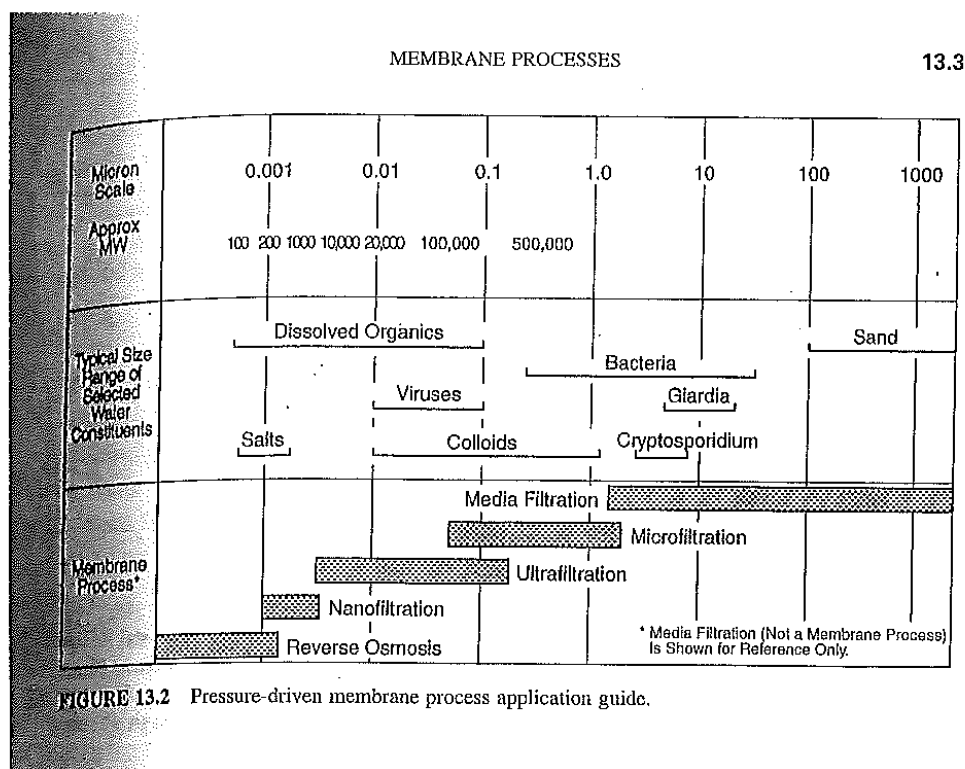 MEMBRANE PROCESSES
13.3
Micron
Scale
0.001 0.01 0.1 1.0 10 100 1000
Approx
MW
100 200 1000 10,000 20,000 100,000 500,000
Typical Size
Range of
Selected
Water
Constituents
Dissolved Organics
Sand
Bacteria
Viruses
Giardia
Salts
Colloids
Cryptosporidium
Media Filtration
Microfiltration
Membrane
Process*
Ultrafiltration
Nanofiltration
Reverse Osmosis
* Media Filtration (Not a Membrane Process)
Is Shown for Reference Only.
FIGURE 13.2 Pressure-driven membrane process application guide.